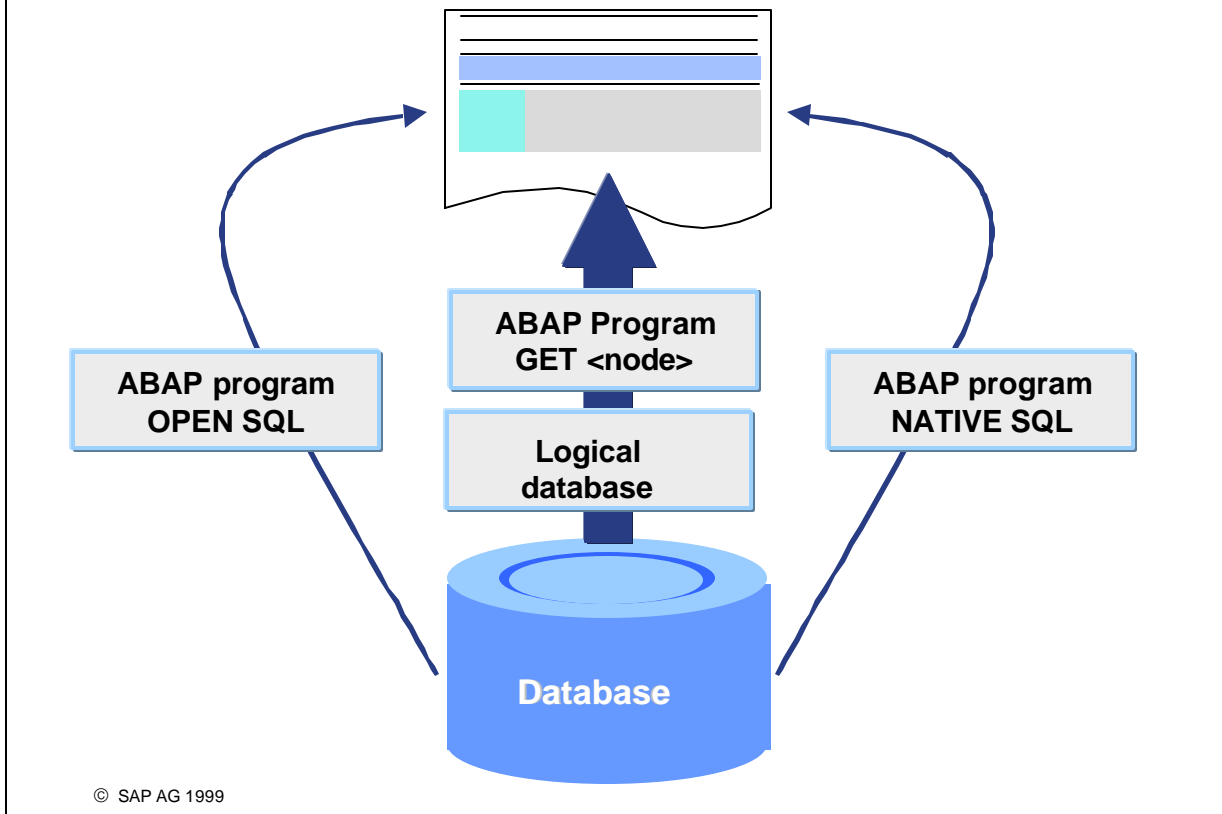 ABAP Program
GET <node>
ABAP program
OPEN SQL
ABAP program
NATIVE SQL
Logical
database
Database
© SAP AG 1999